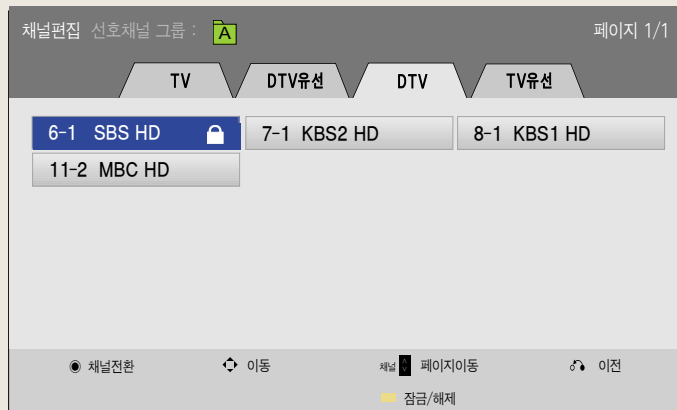 채널편집 선호채널 그룹 : A 페이지 1/1
TV DTV유선 DTV TV유선
6-1 SBS HD 7-1 KBS2 HD 8-1 KBS1 HD
11-2 MBC HD
채널전환 이동 채널 페이지이동 이전
잠금/해제